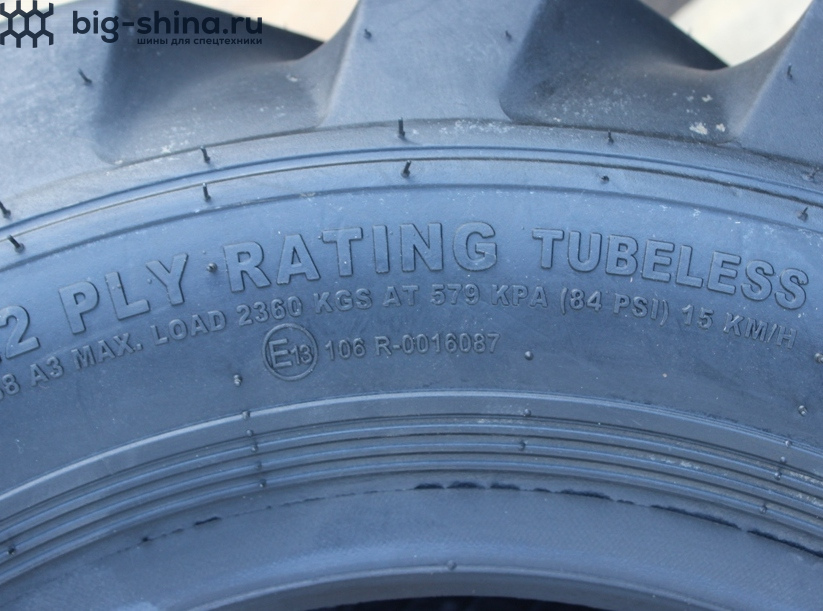 big-shina.ru
шины для спецтехники
2 PLY RATING TUBELESS
8 A3 MAX. LOAD 2360 KGS AT 579 KPA (84 PSI) 15 KM/H
E13 106 R-0016087